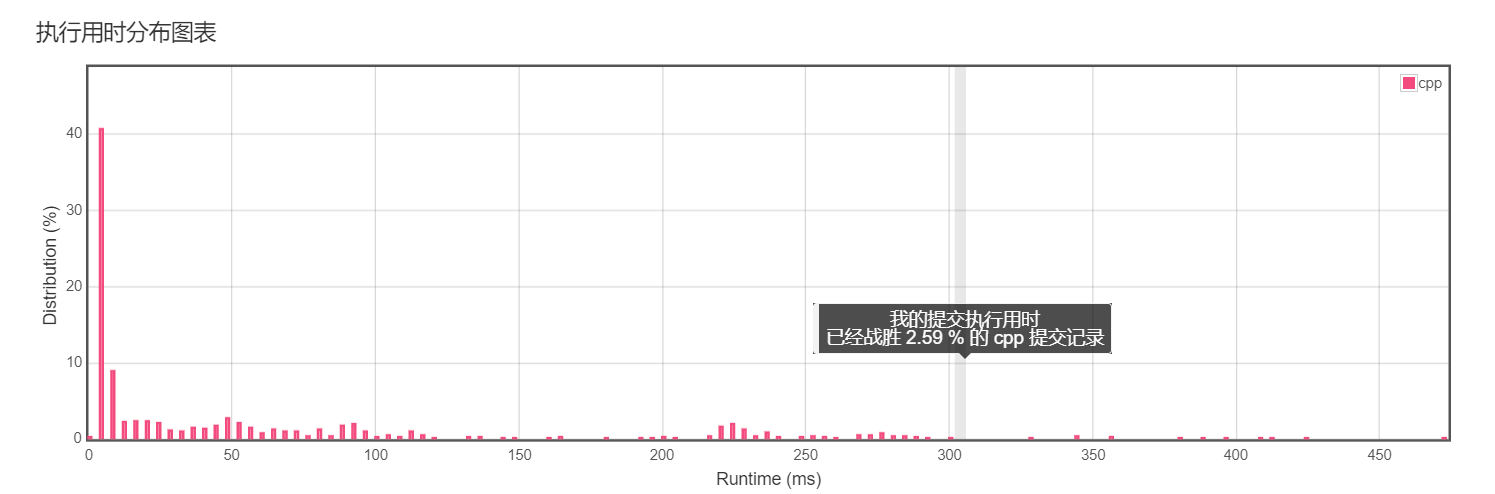 执行用时分布图表
cpp
40
30
20
10
0
Distribution (%)
我的提交执行用时
已经战胜 2.59 % 的 cpp 提交记录
0 50 100 150 200 250 300 350 400 450
Runtime (ms)